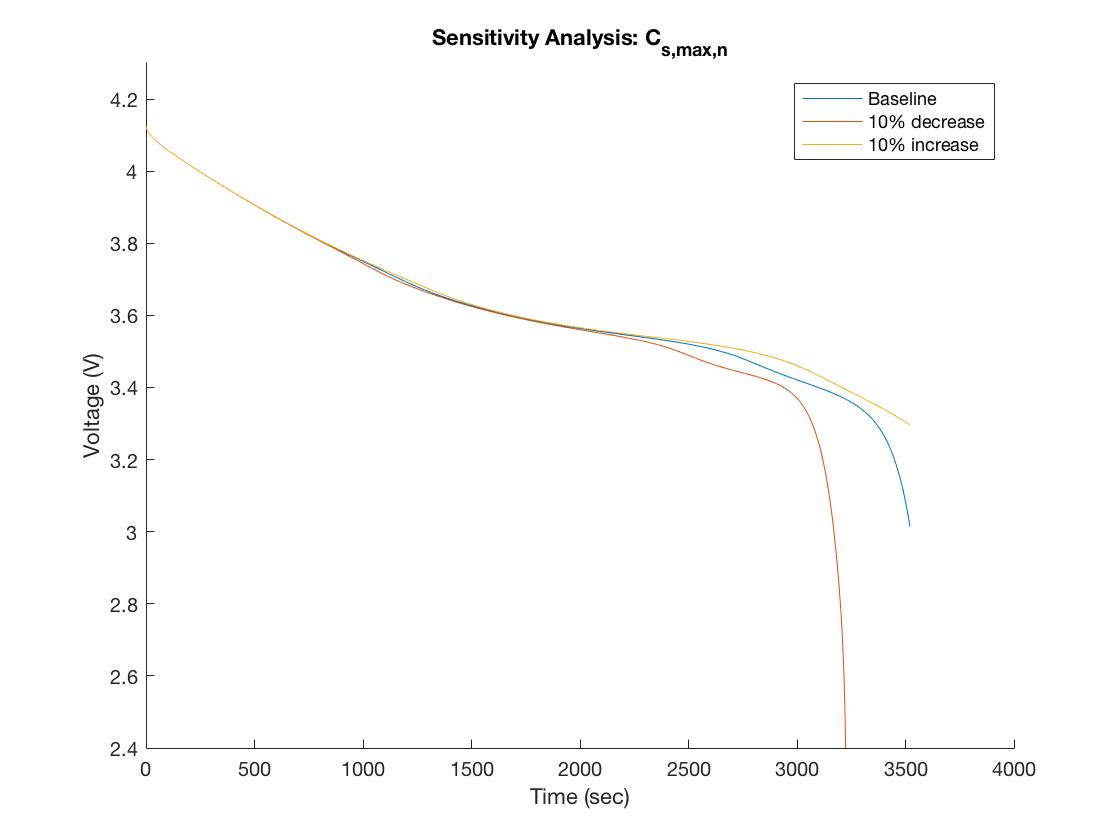 Sensitivity Analysis: Cs,max,n
Baseline
10% decrease
10% increase
Voltage (V)
4.2
4
3.8
3.6
3.4
3.2
3
2.8
2.6
2.4
0 500 1000 1500 2000 2500 3000 3500 4000
Time (sec)